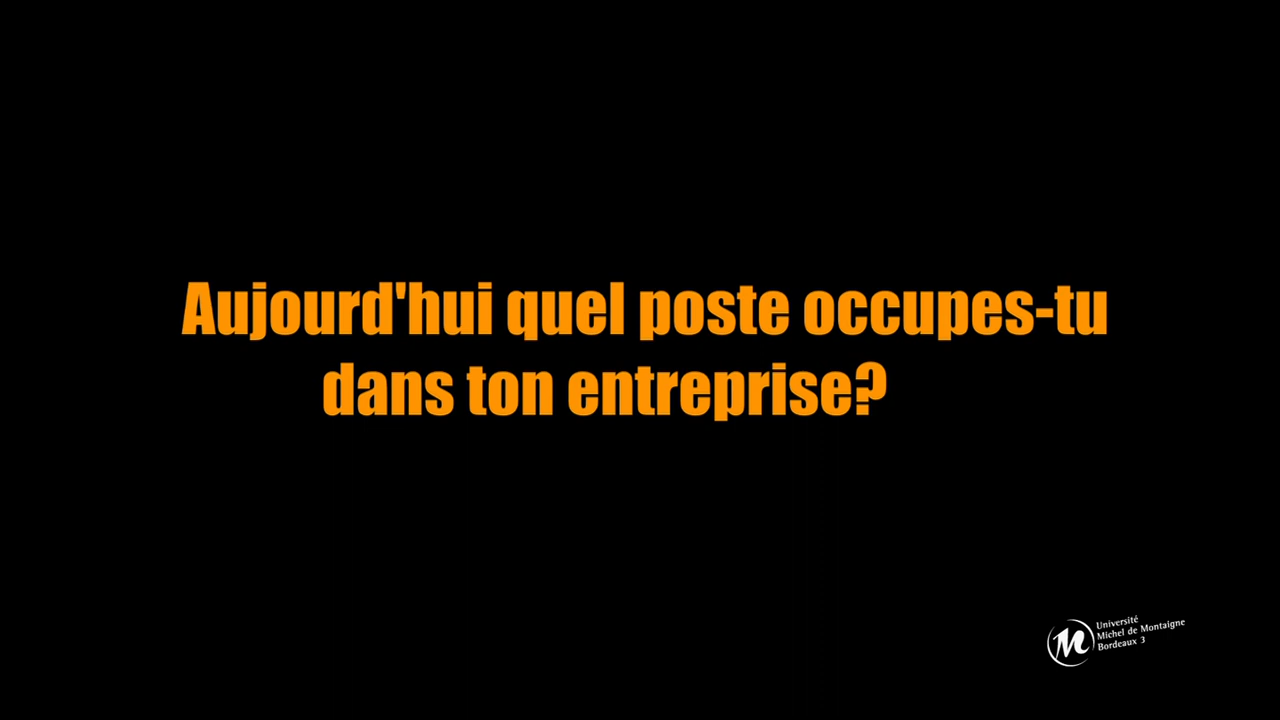 Aujourd'hui quel poste occupes-tu
dans ton entreprise?
Université
Michel de Montaigne
Bordeaux 3